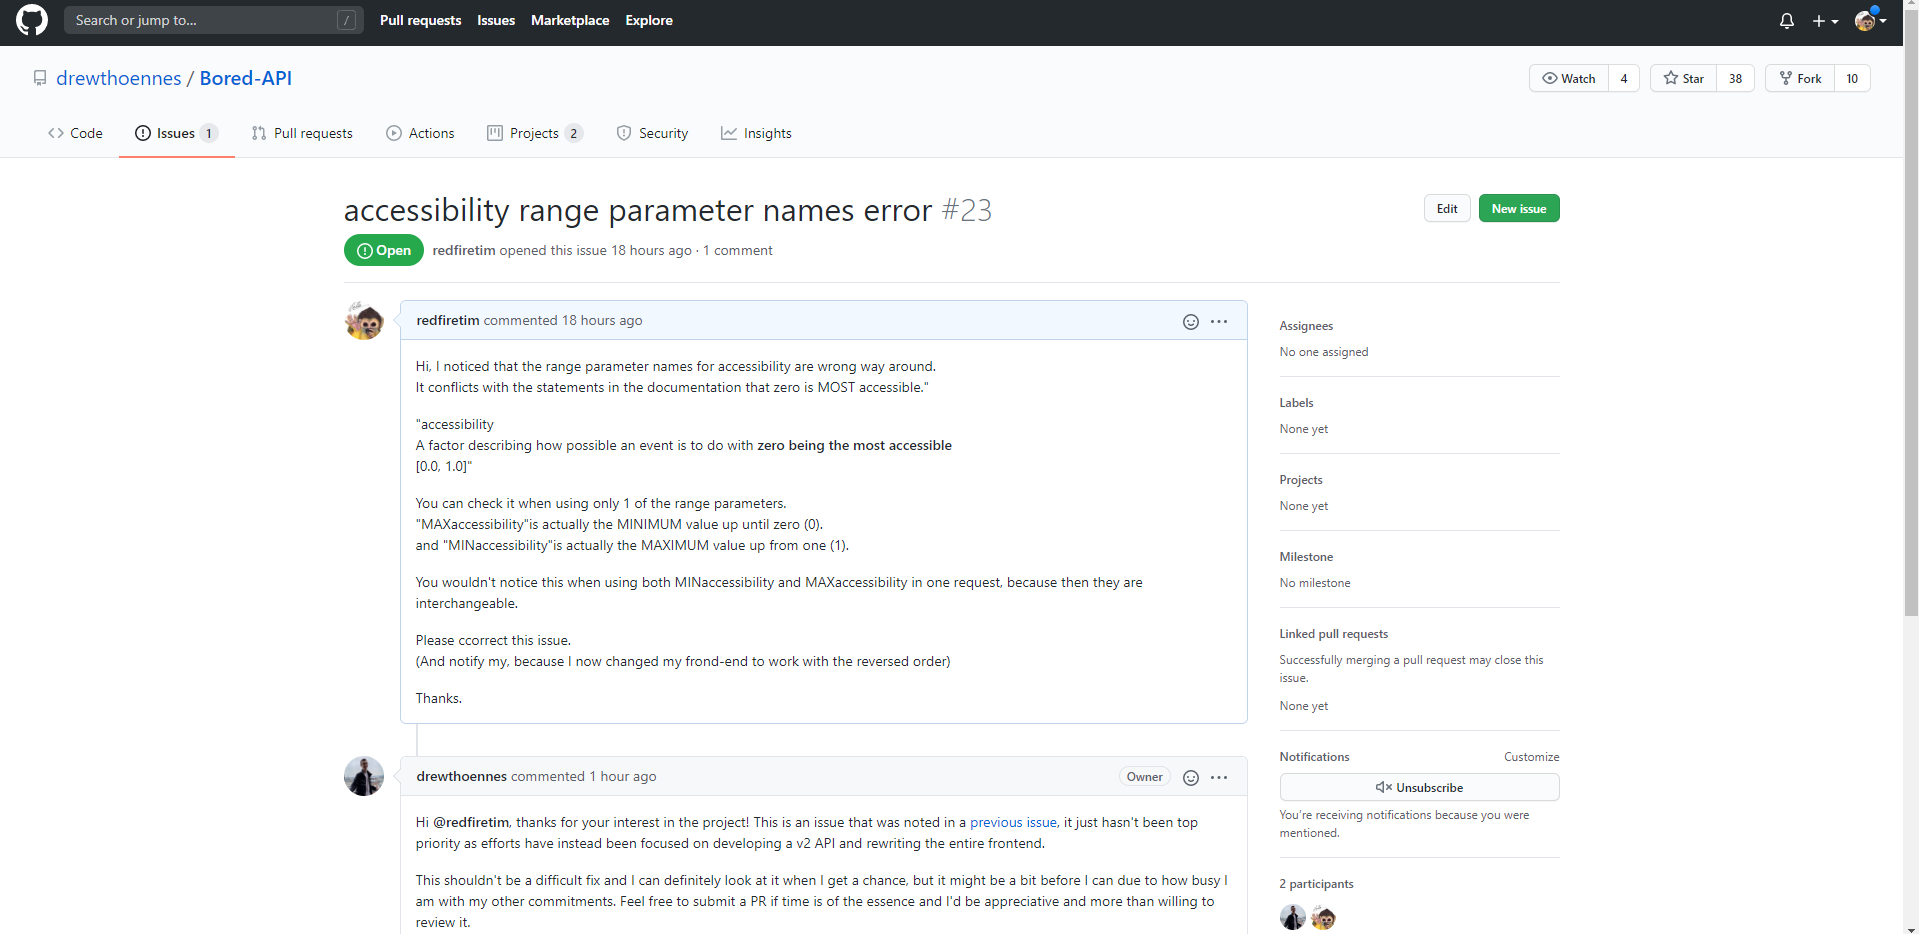 Search or jump to...
/
Pull requests
Issues
Marketplace
Explore
drewthoennes / Bored-API
Watch 4
Star 38
Fork 10
Code
Issues 1
Pull requests
Actions
Projects 2
Security
Insights
accessibility range parameter names error #23
Edit
New issue
Open
redfiretim opened this issue 18 hours ago · 1 comment
redfiretim commented 18 hours ago
Hi, I noticed that the range parameter names for accessibility are wrong way around.
It conflicts with the statements in the documentation that zero is MOST accessible."
"accessibility
A factor describing how possible an event is to do with zero being the most accessible
[0.0, 1.0]"
You can check it when using only 1 of the range parameters.
"MAXaccessibility"is actually the MINIMUM value up until zero (0).
and "MINaccessibility"is actually the MAXIMUM value up from one (1).
You wouldn't notice this when using both MINaccessibility and MAXaccessibility in one request, because then they are
interchangeable.
Please ccorrect this issue.
(And notify my, because I now changed my frond-end to work with the reversed order)
Thanks.
drewthoennes commented 1 hour ago
Owner
Hi @redfiretim, thanks for your interest in the project! This is an issue that was noted in a previous issue, it just hasn't been top
priority as efforts have instead been focused on developing a v2 API and rewriting the entire frontend.
This shouldn't be a difficult fix and I can definitely look at it when I get a chance, but it might be a bit before I can due to how busy I
am with my other commitments. Feel free to submit a PR if time is of the essence and I'd be appreciative and more than willing to
review it.
Assignees
No one assigned
Labels
None yet
Projects
None yet
Milestone
No milestone
Linked pull requests
Successfully merging a pull request may close this
issue.
None yet
Notifications
Customize
Unsubscribe
You're receiving notifications because you were
mentioned.
2 participants